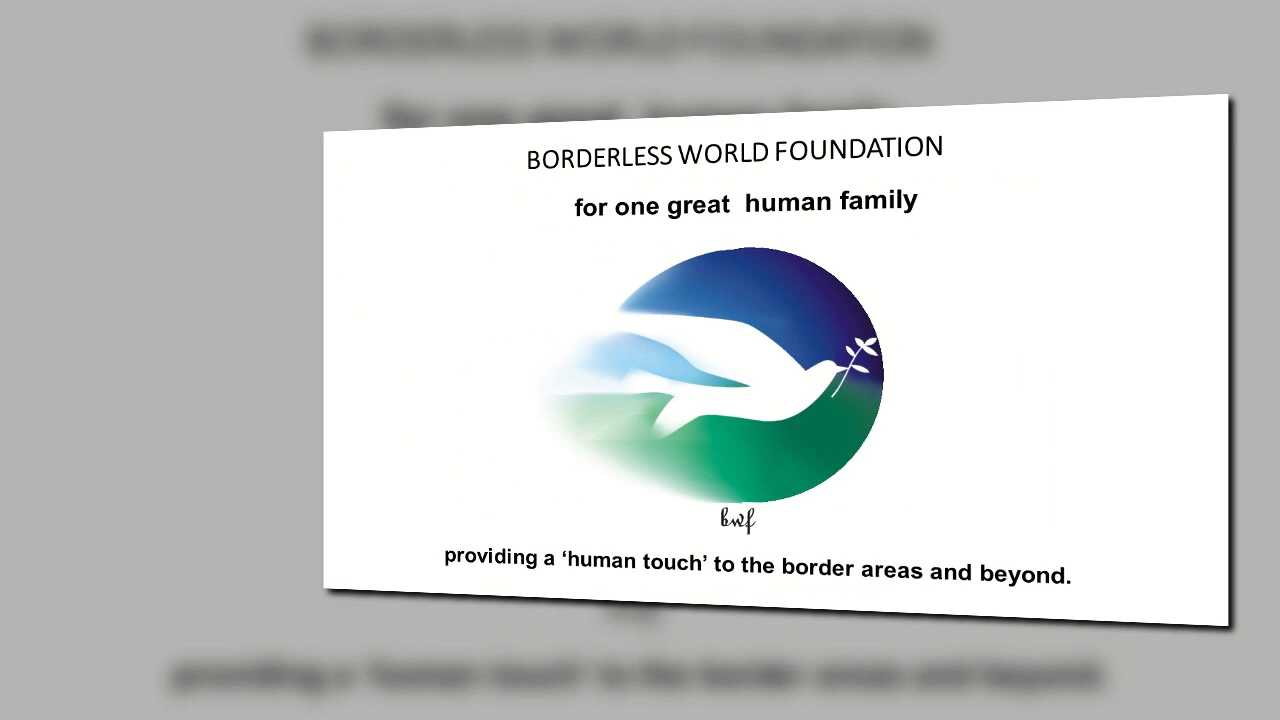 BORDERLESS WORLD FOUNDATION
for one great human family
bwf
providing a ‘human touch’ to the border areas and beyond.